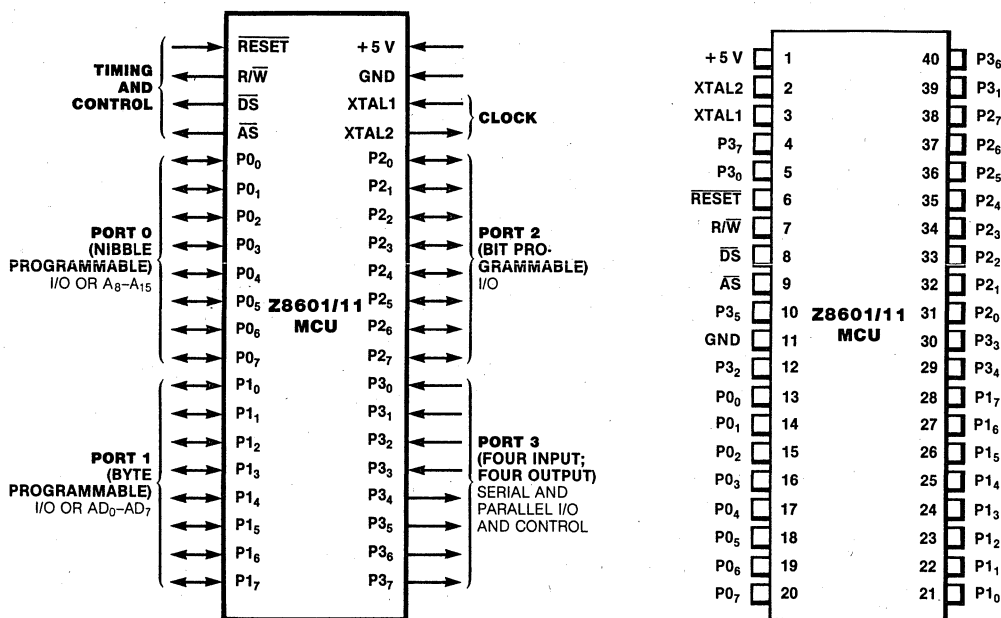 TIMING
AND
CONTROL
RESET
R/W
DS
AS
+5 V
GND
XTAL1
XTAL2
CLOCK
PORT 0
(NIBBLE
PROGRAMMABLE)
I/O OR A8–A15
P00
P01
P02
P03
P04
P05
P06
P07
PORT 1
(BYTE
PROGRAMMABLE)
I/O OR AD0–AD7
P10
P11
P12
P13
P14
P15
P16
P17
Z8601/11
MCU
P20
P21
P22
P23
P24
P25
P26
P27
PORT 2
(BIT PRO-
GRAMMABLE)
I/O
P30
P31
P32
P33
P34
P35
P36
P37
PORT 3
(FOUR INPUT;
FOUR OUTPUT)
SERIAL AND
PARALLEL I/O
AND CONTROL
+5 V 1 40 P36
XTAL2 2 39 P31
XTAL1 3 38 P27
P37 4 37 P26
P30 5 36 P25
RESET 6 35 P24
R/W 7 34 P23
DS 8 33 P22
AS 9 32 P21
P35 10 Z8601/11 31 P20
GND 11 MCU 30 P33
P32 12 29 P34
P00 13 28 P17
P01 14 27 P16
P02 15 26 P15
P03 16 25 P14
P04 17 24 P13
P05 18 23 P12
P06 19 22 P11
P07 20 21 P10